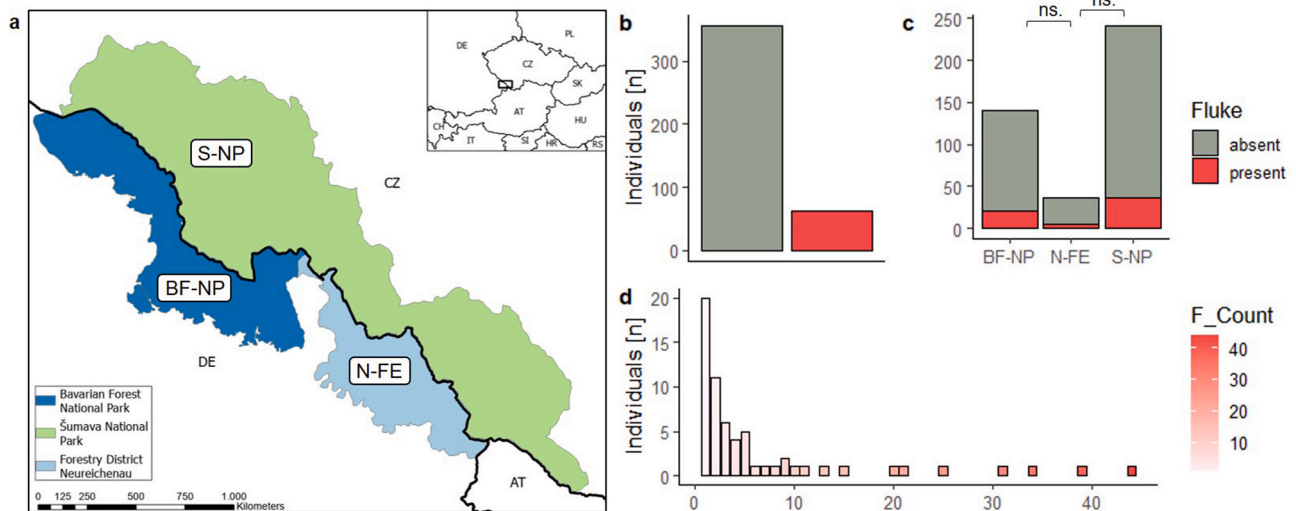 a
DE
PL
CZ
SK
AT
HU
CH
IT
SI
HR
RS
S-NP
CZ
BF-NP
DE
N-FE
AT
Bavarian Forest
National Park
Šumava National
Park
Forestry District
Neureichenau
0 125 250 500 750 1.000
Kilometers
b
Individuals [n]
300
200
100
0
c
ns.
ns.
250
200
150
100
50
0
BF-NP N-FE S-NP
Fluke
absent
present
d
Individuals [n]
20
15
10
5
0
0 10 20 30 40
F_Count
40
30
20
10